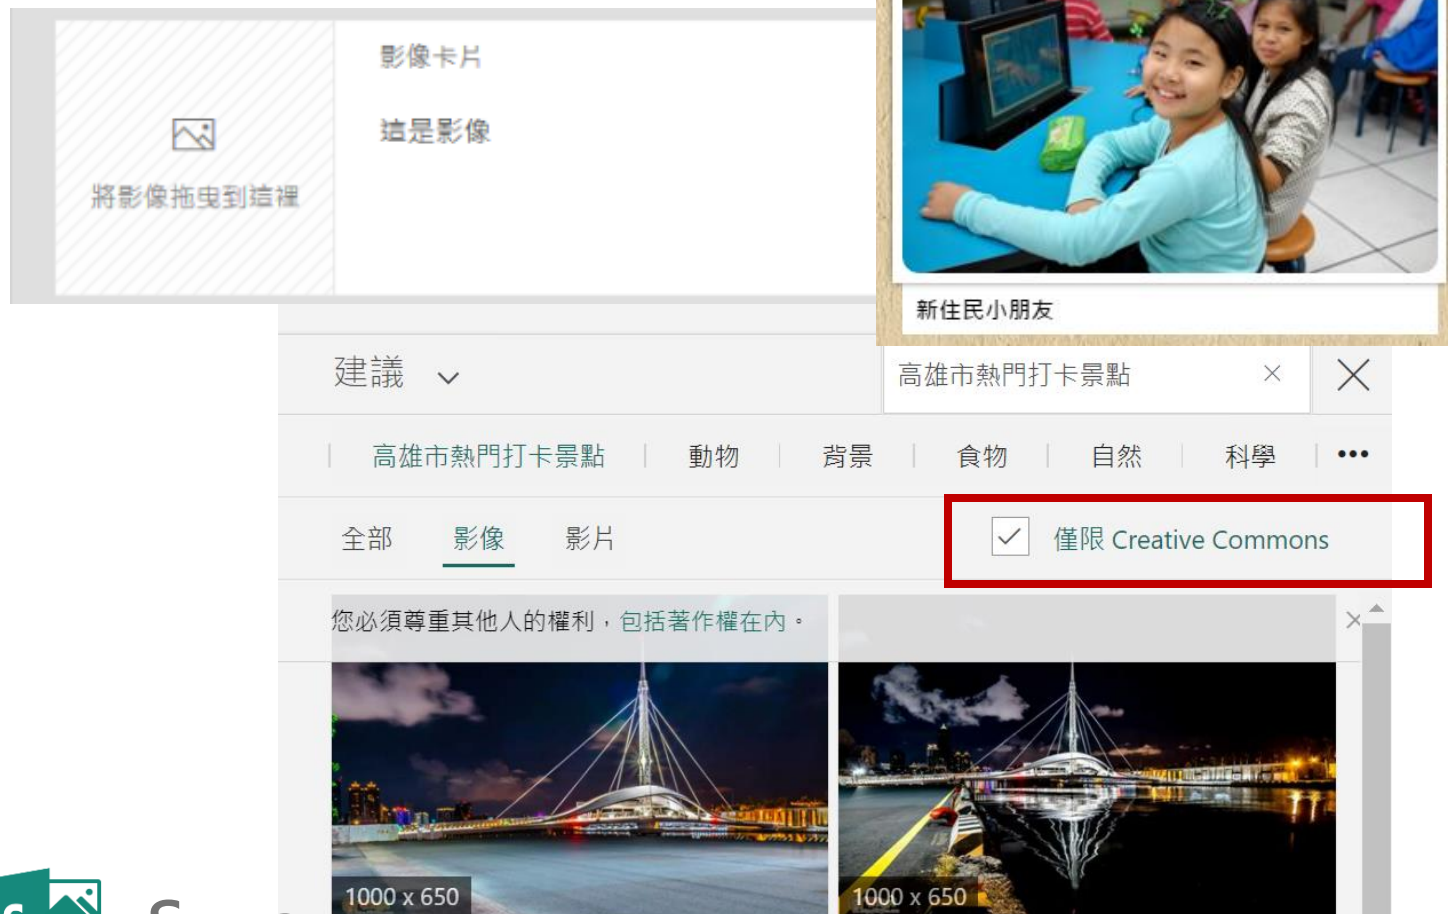 影像卡片
這是影像
將影像拖曳到這裡
新住民小朋友
建議
高雄市熱門打卡景點
高雄市熱門打卡景點
動物
背景
食物
自然
科學
全部
影像
影片
僅限 Creative Commons
您必須尊重其他人的權利，包括著作權在內。
1000 x 650
1000 x 650